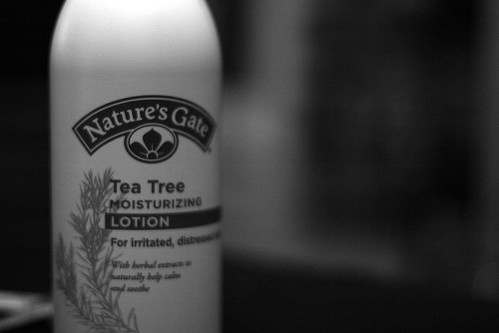 Nature's Gate
Tea Tree
MOISTURIZING
LOTION
For irritated, distressed
With herbal extracts to
naturally help calm
and soothe